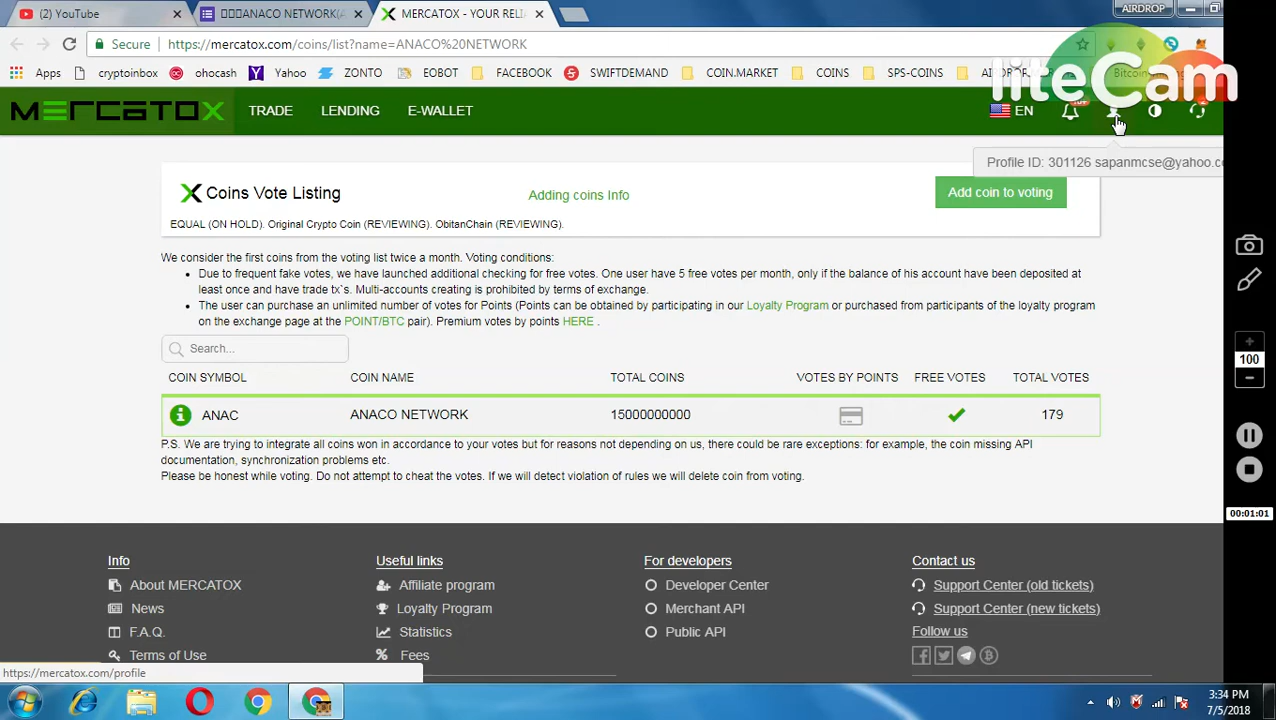 (2) YouTube
ANACO NETWORK(A
MERCATOX - YOUR RELI
AIRDROP
Secure
https://mercatox.com/coins/list?name=ANACO%20NETWORK
Apps
cryptoinbox
ohocash
Yahoo
ZONTO
EOBOT
FACEBOOK
SWIFTDEMAND
COIN.MARKET
COINS
SPS-COINS
liteCam
MERCATOX
TRADE
LENDING
E-WALLET
EN
Profile ID: 301126 sapanmcse@yahoo.c
Coins Vote Listing
Adding coins Info
Add coin to voting
EQUAL (ON HOLD). Original Crypto Coin (REVIEWING). ObitanChain (REVIEWING).
We consider the first coins from the voting list twice a month. Voting conditions:
Due to frequent fake votes, we have launched additional checking for free votes. One user have 5 free votes per month, only if the balance of his account have been deposited at
least once and have trade tx`s. Multi-accounts creating is prohibited by terms of exchange.
The user can purchase an unlimited number of votes for Points (Points can be obtained by participating in our Loyalty Program or purchased from participants of the loyalty program
on the exchange page at the POINT/BTC pair). Premium votes by points HERE .
Search...
COIN SYMBOL
COIN NAME
TOTAL COINS
VOTES BY POINTS
FREE VOTES
TOTAL VOTES
ANAC
ANACO NETWORK
15000000000
179
P.S. We are trying to integrate all coins won in accordance to your votes but for reasons not depending on us, there could be rare exceptions: for example, the coin missing API
documentation, synchronization problems etc.
Please be honest while voting. Do not attempt to cheat the votes. If we will detect violation of rules we will delete coin from voting.
Info
About MERCATOX
News
F.A.Q.
Terms of Use
Useful links
Affiliate program
Loyalty Program
Statistics
Fees
For developers
Developer Center
Merchant API
Public API
Contact us
Support Center (old tickets)
Support Center (new tickets)
Follow us
100
00:01:01
https://mercatox.com/profile
3:34 PM
7/5/2018